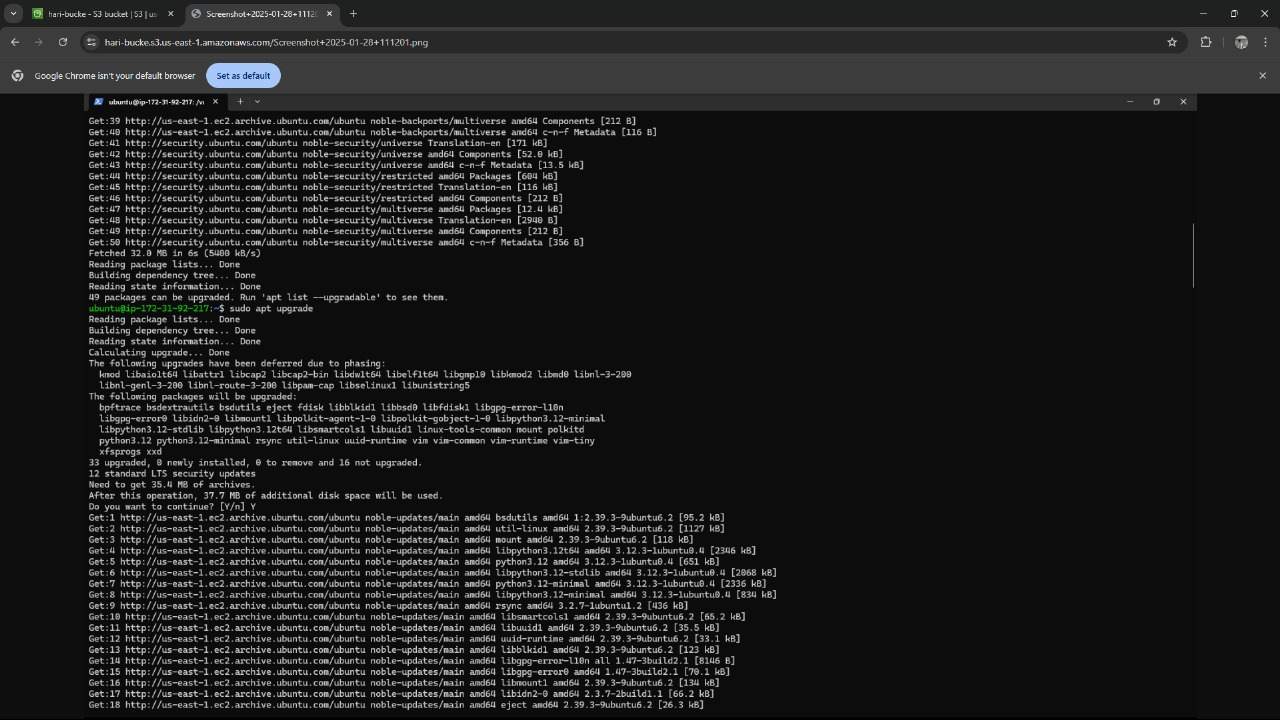 hari-bucke - S3 bucket | S3 | us-
Screenshot+2025-01-28+11120
hari-bucke.s3.us-east-1.amazonaws.com/Screenshot+2025-01-28+111201.png
Google Chrome isn't your default browser
Set as default
ubuntu@ip-172-31-92-217: /v
Get:39 http://us-east-1.ec2.archive.ubuntu.com/ubuntu noble-backports/multiverse amd64 Components [212 B]
Get:40 http://us-east-1.ec2.archive.ubuntu.com/ubuntu noble-backports/multiverse amd64 c-n-f Metadata [116 B]
Get:41 http://security.ubuntu.com/ubuntu noble-security/universe Translation-en [171 kB]
Get:42 http://security.ubuntu.com/ubuntu noble-security/universe amd64 Components [52.0 kB]
Get:43 http://security.ubuntu.com/ubuntu noble-security/universe amd64 c-n-f Metadata [13.5 kB]
Get:44 http://security.ubuntu.com/ubuntu noble-security/restricted amd64 Packages [604 kB]
Get:45 http://security.ubuntu.com/ubuntu noble-security/restricted Translation-en [116 kB]
Get:46 http://security.ubuntu.com/ubuntu noble-security/restricted amd64 Components [212 B]
Get:47 http://security.ubuntu.com/ubuntu noble-security/multiverse amd64 Packages [12.4 kB]
Get:48 http://security.ubuntu.com/ubuntu noble-security/multiverse Translation-en [2940 B]
Get:49 http://security.ubuntu.com/ubuntu noble-security/multiverse amd64 Components [212 B]
Get:50 http://security.ubuntu.com/ubuntu noble-security/multiverse amd64 c-n-f Metadata [356 B]
Fetched 32.0 MB in 6s (5400 kB/s)
Reading package lists... Done
Building dependency tree... Done
Reading state information... Done
49 packages can be upgraded. Run 'apt list --upgradable' to see them.
ubuntu@ip-172-31-92-217:~$ sudo apt upgrade
Reading package lists... Done
Building dependency tree... Done
Reading state information... Done
Calculating upgrade... Done
The following upgrades have been deferred due to phasing:
kmod libaio1t64 libattr1 libcap2 libcap2-bin libdw1t64 libelf1t64 libgmp10 libkmod2 libmd0 libnl-3-200
libnl-genl-3-200 libnl-route-3-200 libpam-cap libselinux1 libunistring5
The following packages will be upgraded:
bpftrace bsdextrautils bsdutils eject fdisk libblkid1 libbsd0 libfdisk1 libgpg-error-l10n
libgpg-error0 libidn2-0 libmount1 libpolkit-agent-1-0 libpolkit-gobject-1-0 libpython3.12-minimal
libpython3.12-stdlib libpython3.12t64 libsmartcols1 libuuid1 linux-tools-common mount polkitd
python3.12 python3.12-minimal rsync util-linux uuid-runtime vim vim-common vim-runtime vim-tiny
xfsprogs xxd
33 upgraded, 0 newly installed, 0 to remove and 16 not upgraded.
12 standard LTS security updates
Need to get 35.4 MB of archives.
After this operation, 37.7 MB of additional disk space will be used.
Do you want to continue? [Y/n] Y
Get:1 http://us-east-1.ec2.archive.ubuntu.com/ubuntu noble-updates/main amd64 bsdutils amd64 1:2.39.3-9ubuntu6.2 [95.2 kB]
Get:2 http://us-east-1.ec2.archive.ubuntu.com/ubuntu noble-updates/main amd64 util-linux amd64 2.39.3-9ubuntu6.2 [1127 kB]
Get:3 http://us-east-1.ec2.archive.ubuntu.com/ubuntu noble-updates/main amd64 mount amd64 2.39.3-9ubuntu6.2 [118 kB]
Get:4 http://us-east-1.ec2.archive.ubuntu.com/ubuntu noble-updates/main amd64 libpython3.12t64 amd64 3.12.3-1ubuntu0.4 [2346 kB]
Get:5 http://us-east-1.ec2.archive.ubuntu.com/ubuntu noble-updates/main amd64 python3.12 amd64 3.12.3-1ubuntu0.4 [651 kB]
Get:6 http://us-east-1.ec2.archive.ubuntu.com/ubuntu noble-updates/main amd64 libpython3.12-stdlib amd64 3.12.3-1ubuntu0.4 [2068 kB]
Get:7 http://us-east-1.ec2.archive.ubuntu.com/ubuntu noble-updates/main amd64 python3.12-minimal amd64 3.12.3-1ubuntu0.4 [2336 kB]
Get:8 http://us-east-1.ec2.archive.ubuntu.com/ubuntu noble-updates/main amd64 libpython3.12-minimal amd64 3.12.3-1ubuntu0.4 [834 kB]
Get:9 http://us-east-1.ec2.archive.ubuntu.com/ubuntu noble-updates/main amd64 rsync amd64 3.2.7-1ubuntu1.2 [436 kB]
Get:10 http://us-east-1.ec2.archive.ubuntu.com/ubuntu noble-updates/main amd64 libsmartcols1 amd64 2.39.3-9ubuntu6.2 [65.2 kB]
Get:11 http://us-east-1.ec2.archive.ubuntu.com/ubuntu noble-updates/main amd64 libuuid1 amd64 2.39.3-9ubuntu6.2 [35.5 kB]
Get:12 http://us-east-1.ec2.archive.ubuntu.com/ubuntu noble-updates/main amd64 uuid-runtime amd64 2.39.3-9ubuntu6.2 [33.1 kB]
Get:13 http://us-east-1.ec2.archive.ubuntu.com/ubuntu noble-updates/main amd64 libblkid1 amd64 2.39.3-9ubuntu6.2 [123 kB]
Get:14 http://us-east-1.ec2.archive.ubuntu.com/ubuntu noble-updates/main amd64 libgpg-error-l10n all 1.47-3build2.1 [8146 B]
Get:15 http://us-east-1.ec2.archive.ubuntu.com/ubuntu noble-updates/main amd64 libgpg-error0 amd64 1.47-3build2.1 [70.1 kB]
Get:16 http://us-east-1.ec2.archive.ubuntu.com/ubuntu noble-updates/main amd64 libmount1 amd64 2.39.3-9ubuntu6.2 [134 kB]
Get:17 http://us-east-1.ec2.archive.ubuntu.com/ubuntu noble-updates/main amd64 libidn2-0 amd64 2.3.7-2build1.1 [66.2 kB]
Get:18 http://us-east-1.ec2.archive.ubuntu.com/ubuntu noble-updates/main amd64 eject amd64 2.39.3-9ubuntu6.2 [26.3 kB]